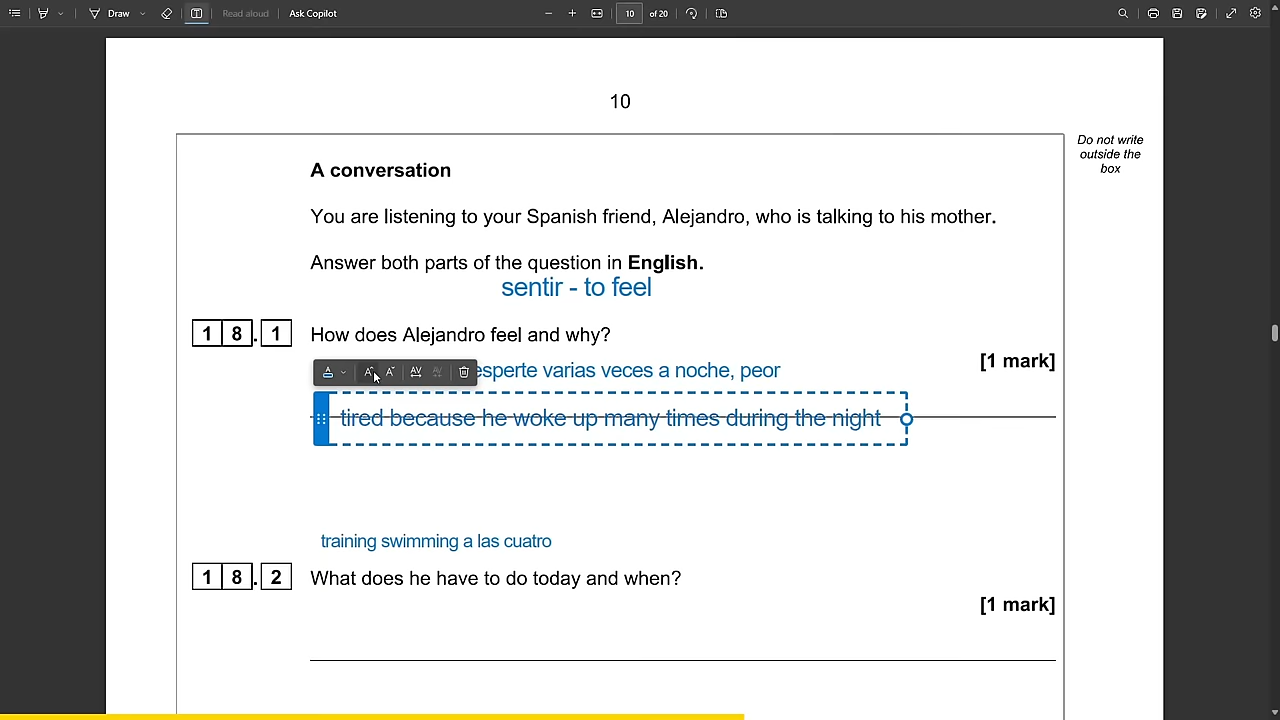 Draw
Read aloud
Ask Copilot
10
of 20
10
Do not write
outside the
box
A conversation
You are listening to your Spanish friend, Alejandro, who is talking to his mother.
Answer both parts of the question in English.
sentir - to feel
1 8 . 1 How does Alejandro feel and why?
[1 mark]
esperte varias veces a noche, peor
tired because he woke up many times during the night
training swimming a las cuatro
1 8 . 2 What does he have to do today and when?
[1 mark]